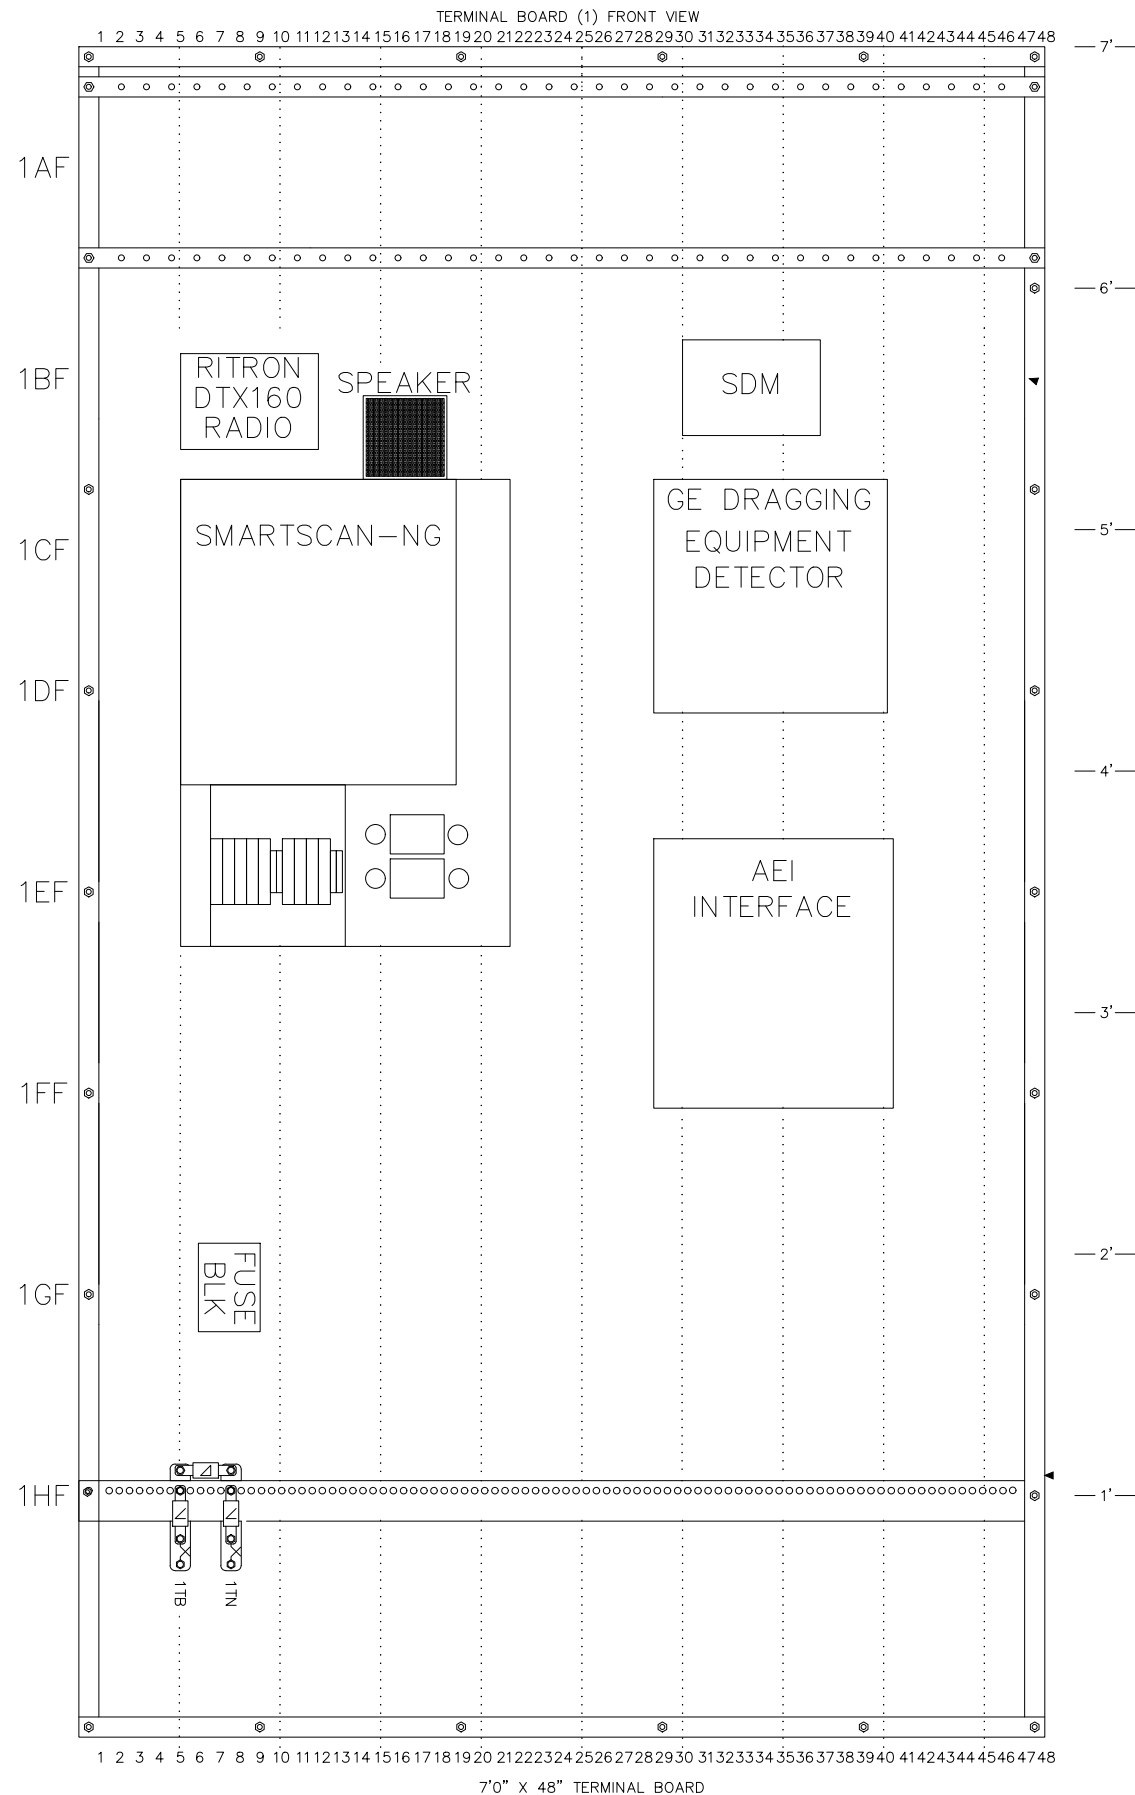 TERMINAL BOARD (1) FRONT VIEW
1 2 3 4 5 6 7 8 9 10 11 12 13 14 15 16 17 18 19 20 21 22 23 24 25 26 27 28 29 30 31 32 33 34 35 36 37 38 39 40 41 42 43 44 45 46 47 48
7'
1AF
6'
1BF
RITRON
DTX160
RADIO
SPEAKER
SDM
5'
1CF
SMARTSCAN-NG
GE DRAGGING
EQUIPMENT
DETECTOR
1DF
4'
1EF
AEI
INTERFACE
3'
1FF
2'
1GF
FUSE
BLK
1HF
1'
1TB
1TN
1 2 3 4 5 6 7 8 9 10 11 12 13 14 15 16 17 18 19 20 21 22 23 24 25 26 27 28 29 30 31 32 33 34 35 36 37 38 39 40 41 42 43 44 45 46 47 48
7'0" X 48" TERMINAL BOARD